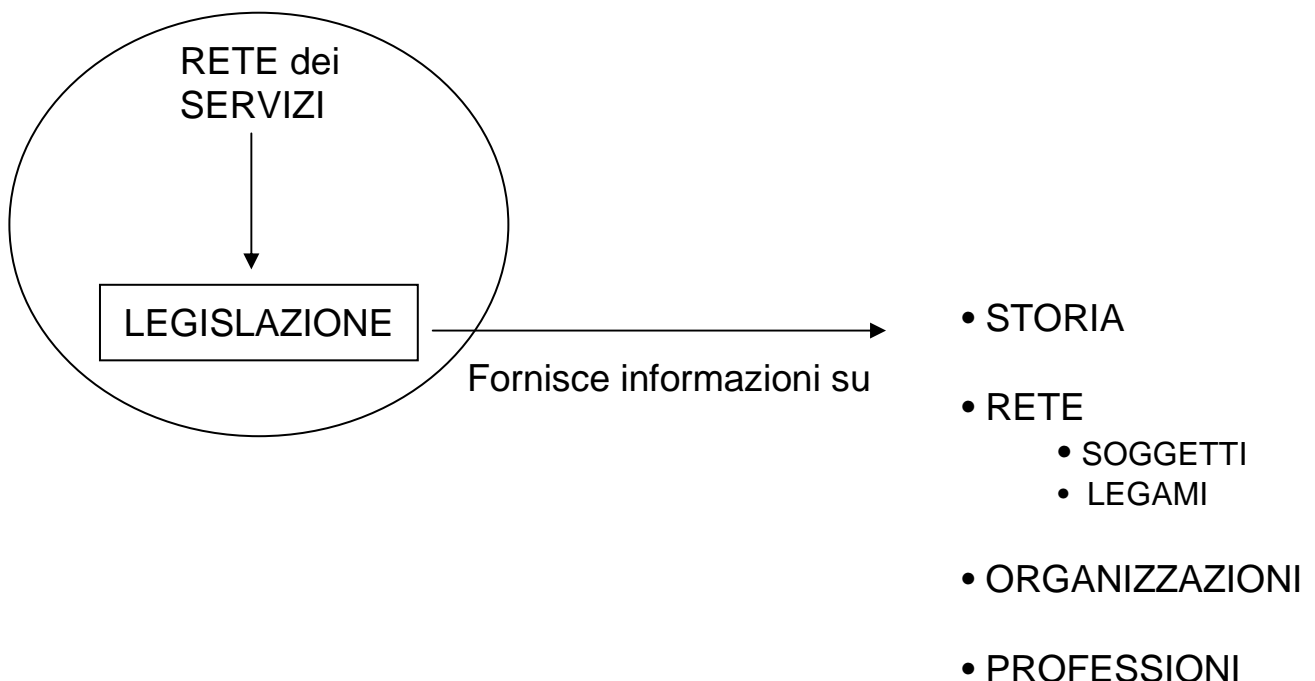 RETE dei
SERVIZI
LEGISLAZIONE
Fornisce informazioni su
• STORIA
• RETE
• SOGGETTI
• LEGAMI
• ORGANIZZAZIONI
• PROFESSIONI